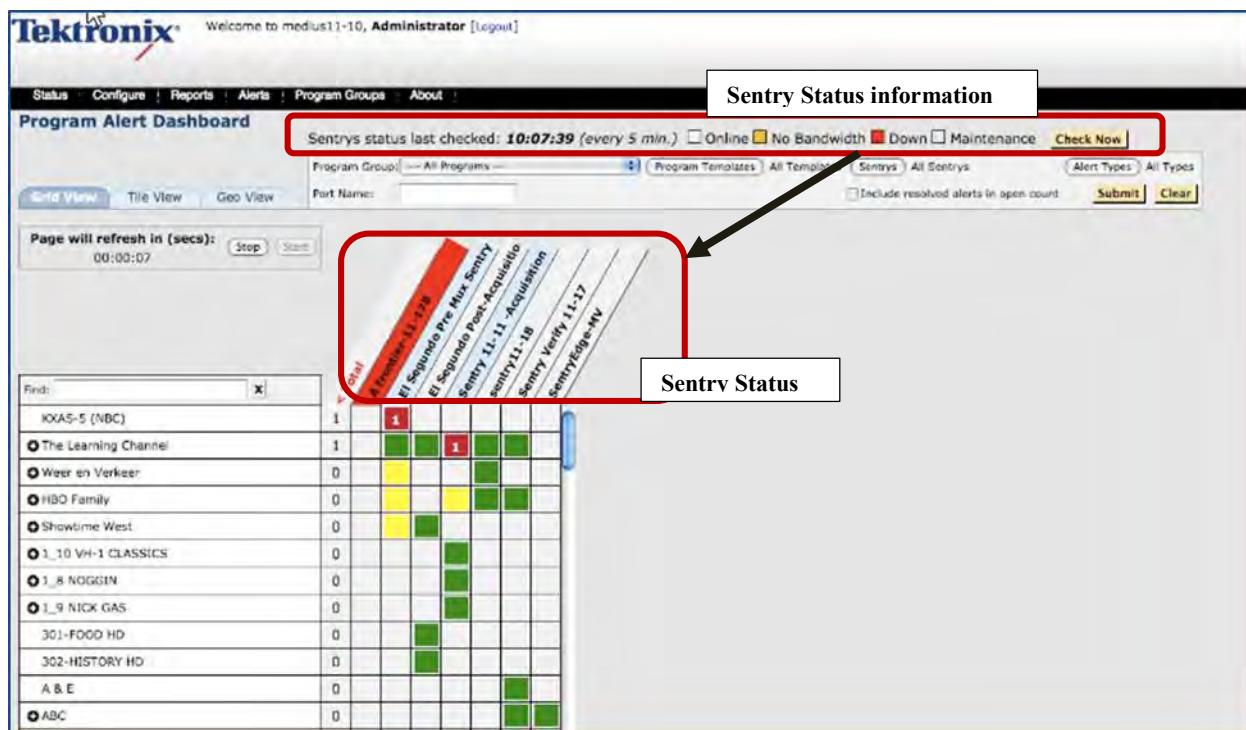 Tektronix
Welcome to medius11-10, Administrator [Logout]
Status Configure Reports Alerts Program Groups About
Sentry Status information
Program Alert Dashboard
Sentrys status last checked: 10:07:39 (every 5 min.) Online No Bandwidth Down Maintenance Check Now
Program Group: --- All Programs --- Program Templates All Templates Sentrys All Sentrys Alert Types All Types
Port Name: Include resolved alerts in open count Submit Clear
Grid View Tile View Geo View
Page will refresh in (secs): Stop Start
00:00:07
A Frontier-11-17B
El Segundo Pre Mux Sentry
El Segundo Post-Acquisitio
Sentry 11-11 -Acquisition
sentry11-18
Sentry Verify 11-17
SentryEdge-MV
Sentry Status
Find: x
KXAS-5 (NBC) 1 1
The Learning Channel 1 1
Weer en Verkeer 0
HBO Family 0
Showtime West 0
1_10 VH-1 CLASSICS 0
1_8 NOGGIN 0
1_9 NICK GAS 0
301-FOOD HD 0
302-HISTORY HD 0
A & E 0
ABC 0